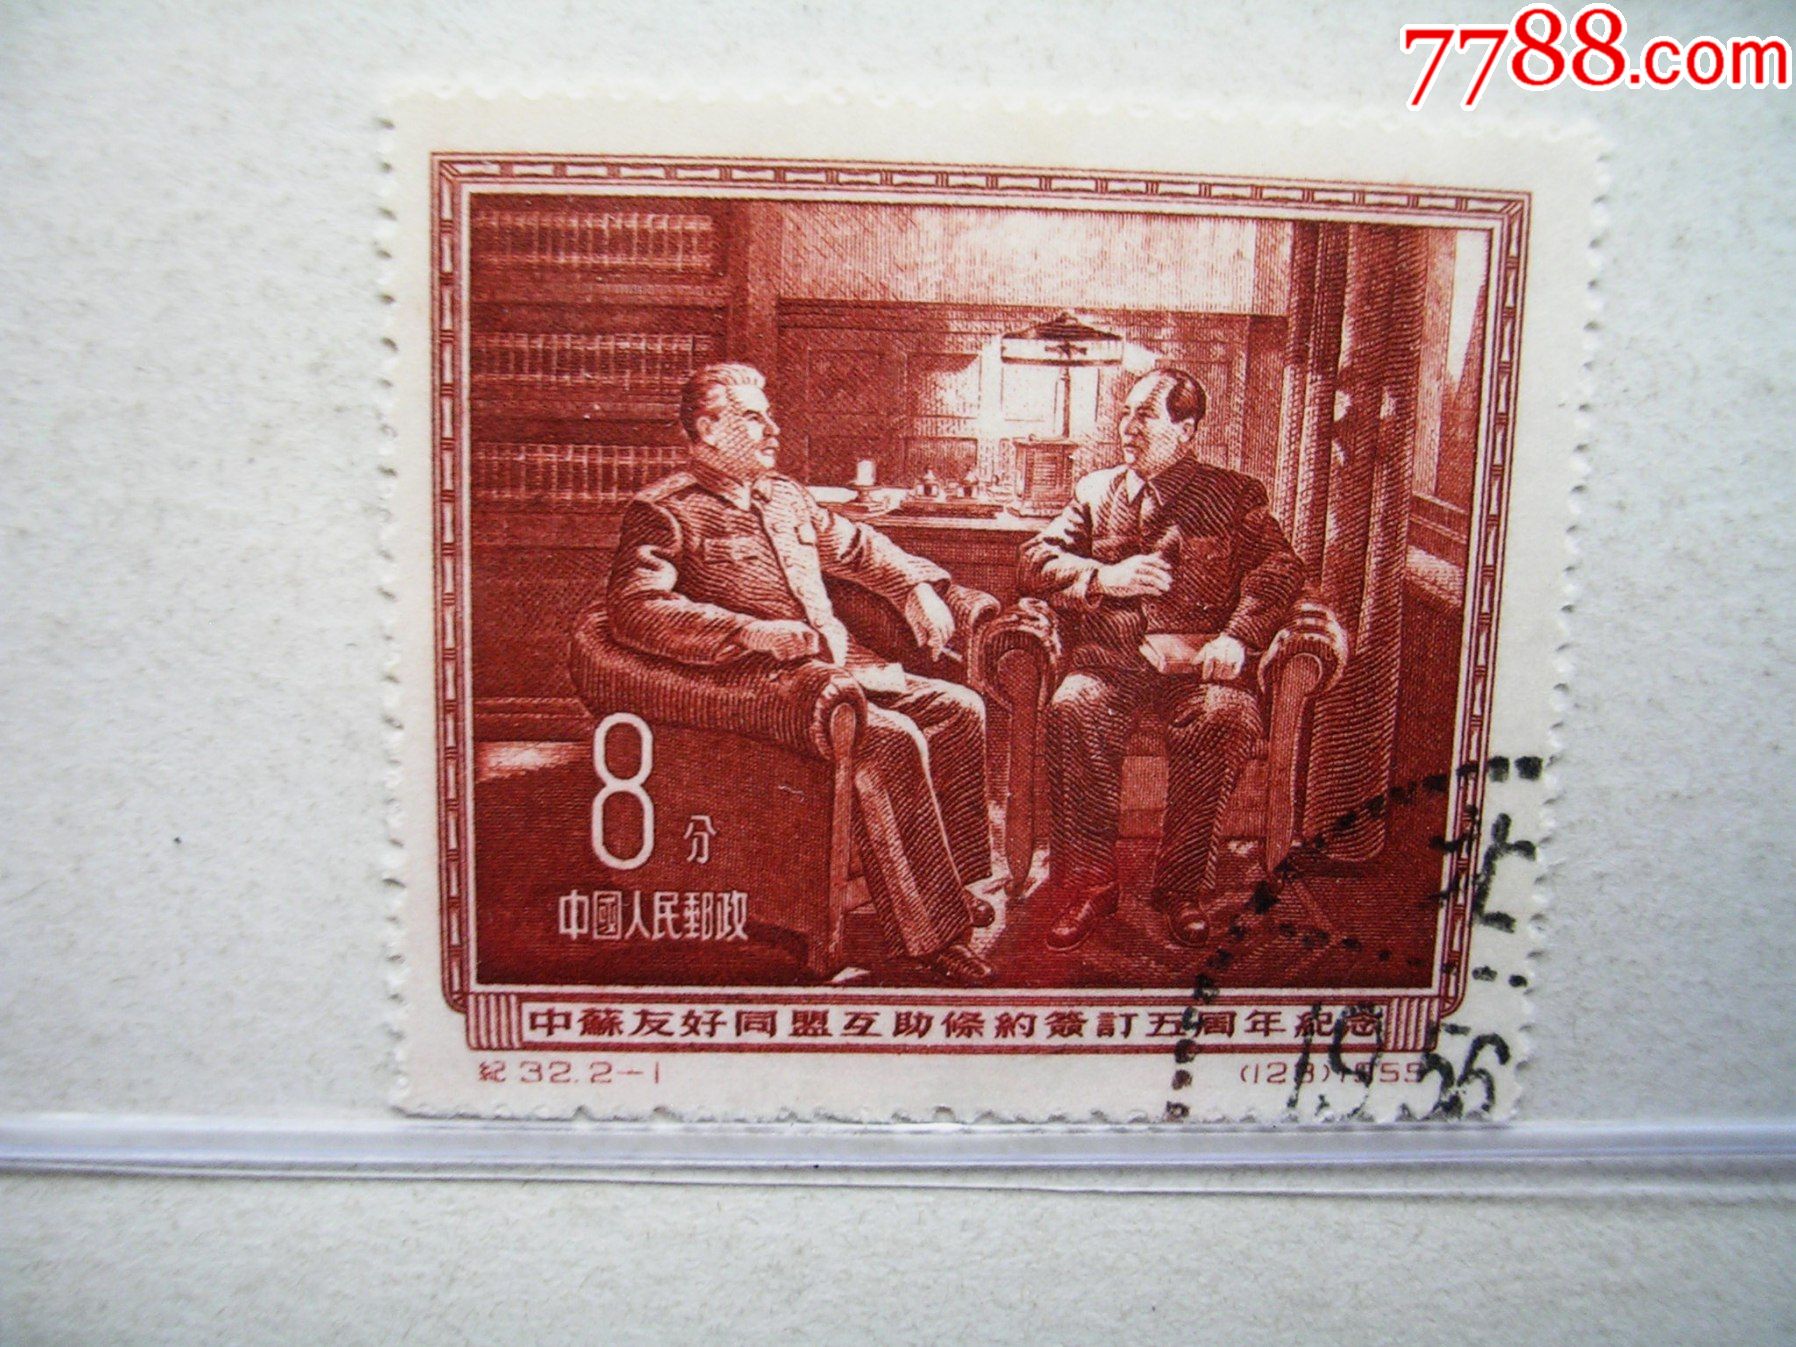 7788.com
8分
中國人民郵政
中蘇友好同盟互助條約簽訂五周年紀念
紀32.2-1
(128)1955
1956